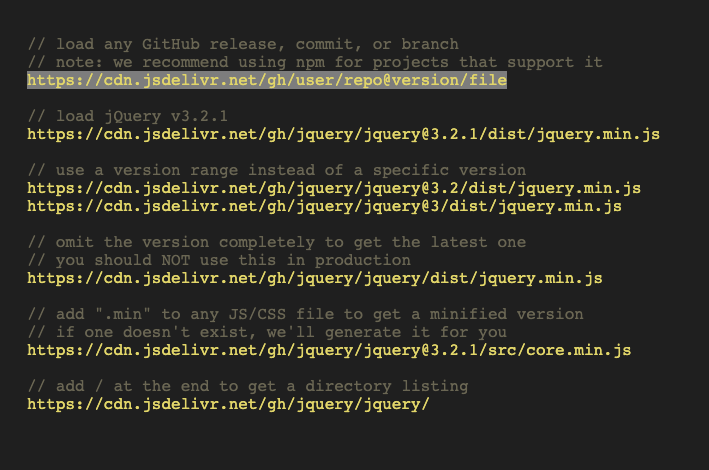 // load any GitHub release, commit, or branch
// note: we recommend using npm for projects that support it
https://cdn.jsdelivr.net/gh/user/repo@version/file
// load jQuery v3.2.1
https://cdn.jsdelivr.net/gh/jquery/jquery@3.2.1/dist/jquery.min.js
// use a version range instead of a specific version
https://cdn.jsdelivr.net/gh/jquery/jquery@3.2/dist/jquery.min.js
https://cdn.jsdelivr.net/gh/jquery/jquery@3/dist/jquery.min.js
// omit the version completely to get the latest one
// you should NOT use this in production
https://cdn.jsdelivr.net/gh/jquery/jquery/dist/jquery.min.js
// add ".min" to any JS/CSS file to get a minified version
// if one doesn't exist, we'll generate it for you
https://cdn.jsdelivr.net/gh/jquery/jquery@3.2.1/src/core.min.js
// add / at the end to get a directory listing
https://cdn.jsdelivr.net/gh/jquery/jquery/